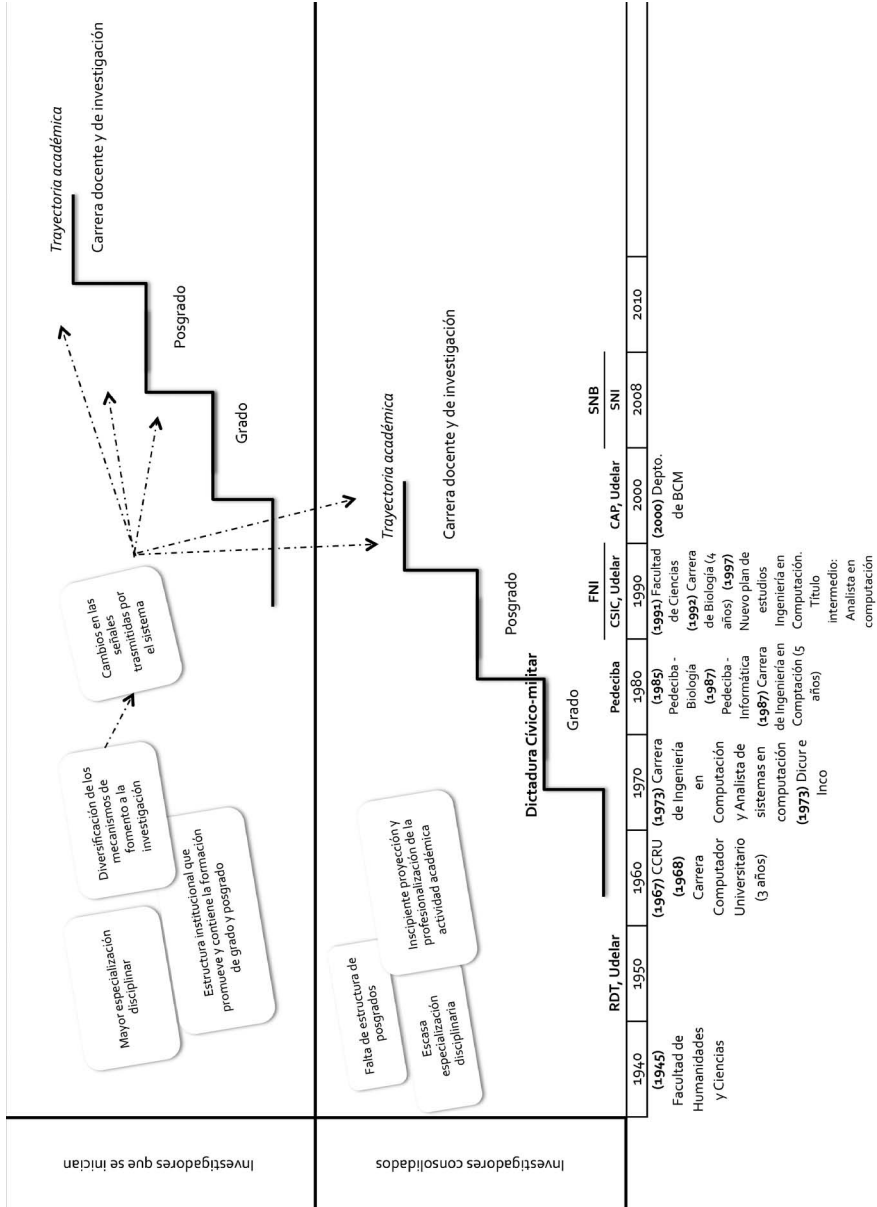 Investigadores que se inician
Mayor especialización
disciplinar
Diversificación de los
mecanismos de
fomento a la
investigación
Estructura institucional que
promueve y contiene la formación
de grado y posgrado
Cambios en las
señales
trasmitidas por
el sistema
Grado
Posgrado
Trayectoria académica
Carrera docente y de investigación
Investigadores consolidados
Falta de estructura de
posgrados
Escasa
especialización
disciplinaria
Inscipiente proyección y
profesionalización de la
actividad académica
Dictadura Cívico-militar
Grado
Posgrado
Trayectoria académica
Carrera docente y de investigación
RDT, Udelar
Pedeciba
FNI
CSIC, Udelar
CAP, Udelar
SNB
SNI
1940
1950
1960
1970
1980
1990
2000
2008
2010
(1945)
Facultad de
Humanidades
y Ciencias
(1967) CCRU
(1968)
Carrera
Computador
Universitario
(3 años)
(1973) Carrera
de Ingeniería
en
Computación
y Analista de
sistemas en
computación
(1973) Dicur e
Inco
(1985)
Pedeciba -
Biología
(1987)
Pedeciba -
Informática
(1987) Carrera
de Ingeniería en
Comptación (5
años)
(1991) Facultad
de Ciencias
(1992) Carrera
de Biología (4
años) (1997)
Nuevo plan de
estudios
Ingeniería en
Computación.
Título
intermedio:
Analista en
computación
(2000) Depto.
de BCM